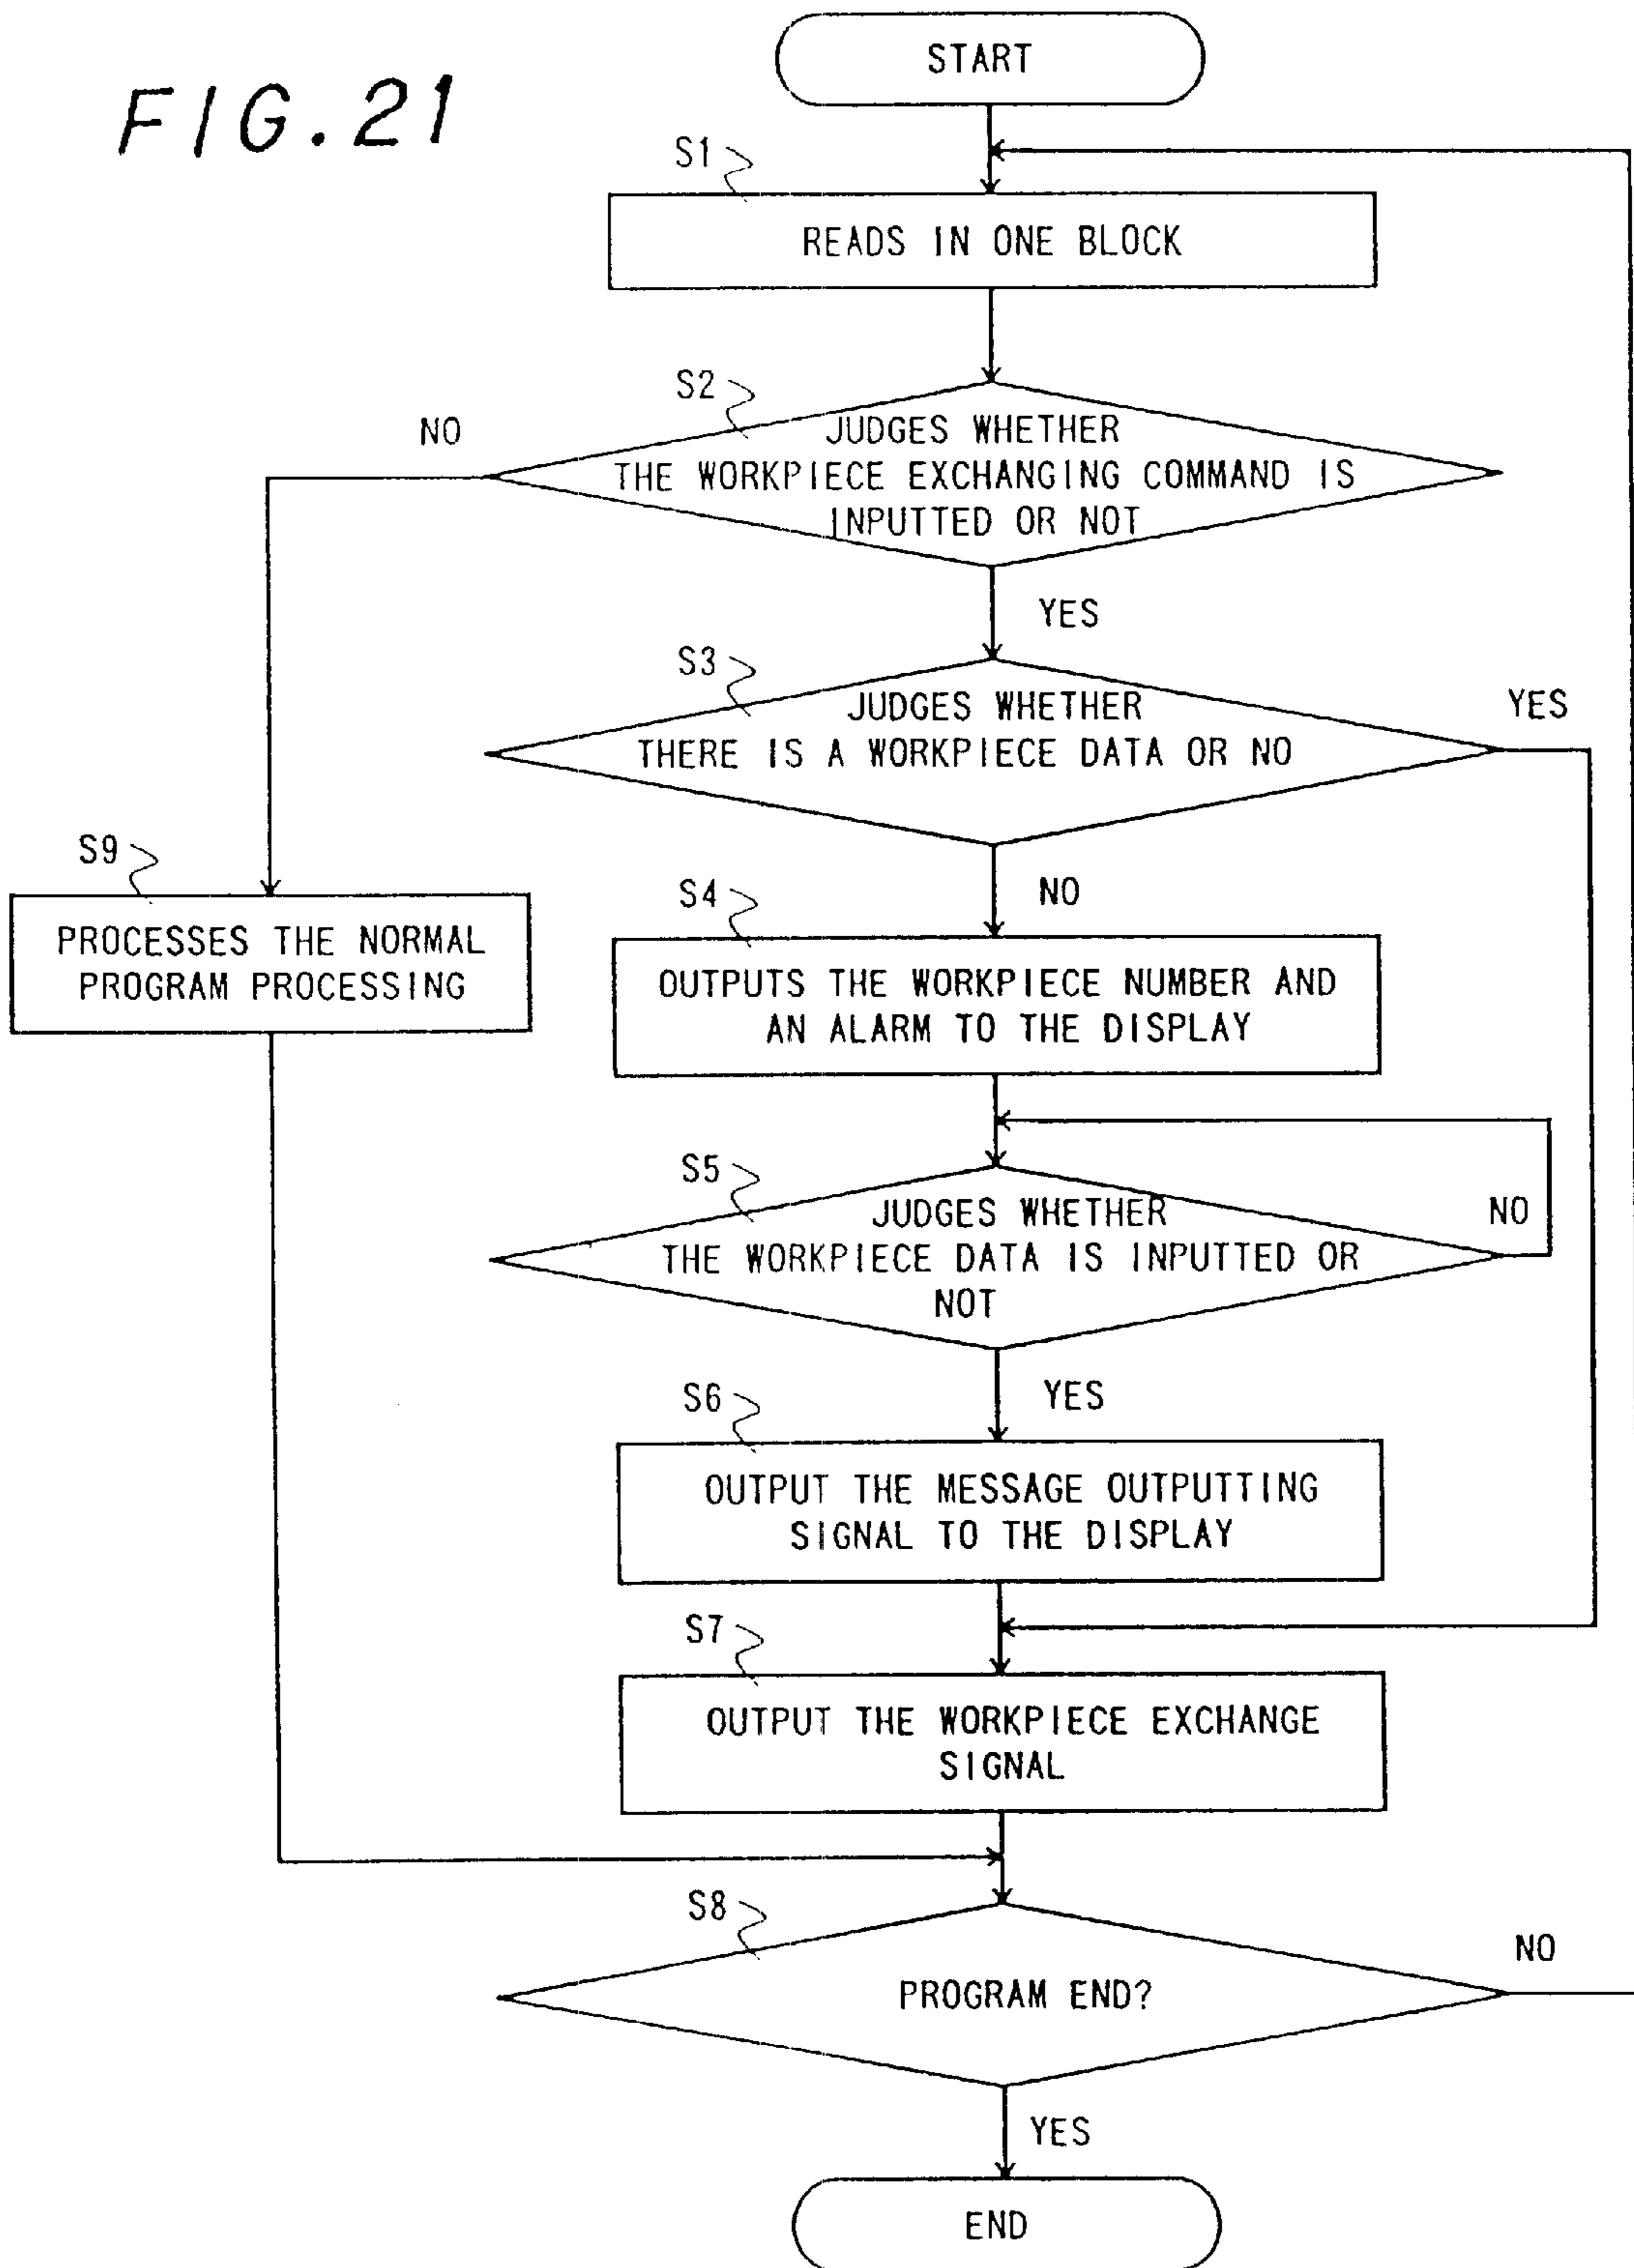 FIG.21
START
S1
READS IN ONE BLOCK
S2
NO
JUDGES WHETHER
THE WORKPIECE EXCHANGING COMMAND IS
INPUTTED OR NOT
YES
S3
JUDGES WHETHER
THERE IS A WORKPIECE DATA OR NO
YES
S9
PROCESSES THE NORMAL
PROGRAM PROCESSING
NO
S4
OUTPUTS THE WORKPIECE NUMBER AND
AN ALARM TO THE DISPLAY
S5
JUDGES WHETHER
THE WORKPIECE DATA IS INPUTTED OR
NOT
NO
YES
S6
OUTPUT THE MESSAGE OUTPUTTING
SIGNAL TO THE DISPLAY
S7
OUTPUT THE WORKPIECE EXCHANGE
SIGNAL
S8
PROGRAM END?
NO
YES
END